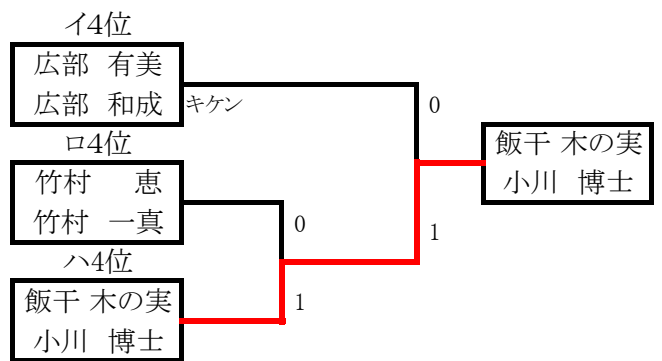 イ4位
広部 有美
広部 和成
キケン
0
ロ4位
竹村 恵
竹村 一真
0
1
ハ4位
飯干 木の実
小川 博士
1
飯干 木の実
小川 博士